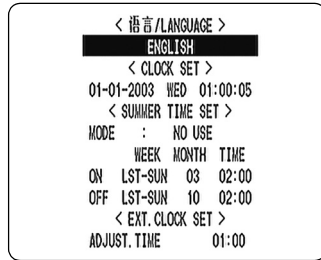 < 语言/LANGUAGE >
ENGLISH
< CLOCK SET >
01-01-2003 WED 01:00:05
< SUMMER TIME SET >
MODE : NO USE
WEEK MONTH TIME
ON LST-SUN 03 02:00
OFF LST-SUN 10 02:00
< EXT.CLOCK SET >
ADJUST.TIME 01:00